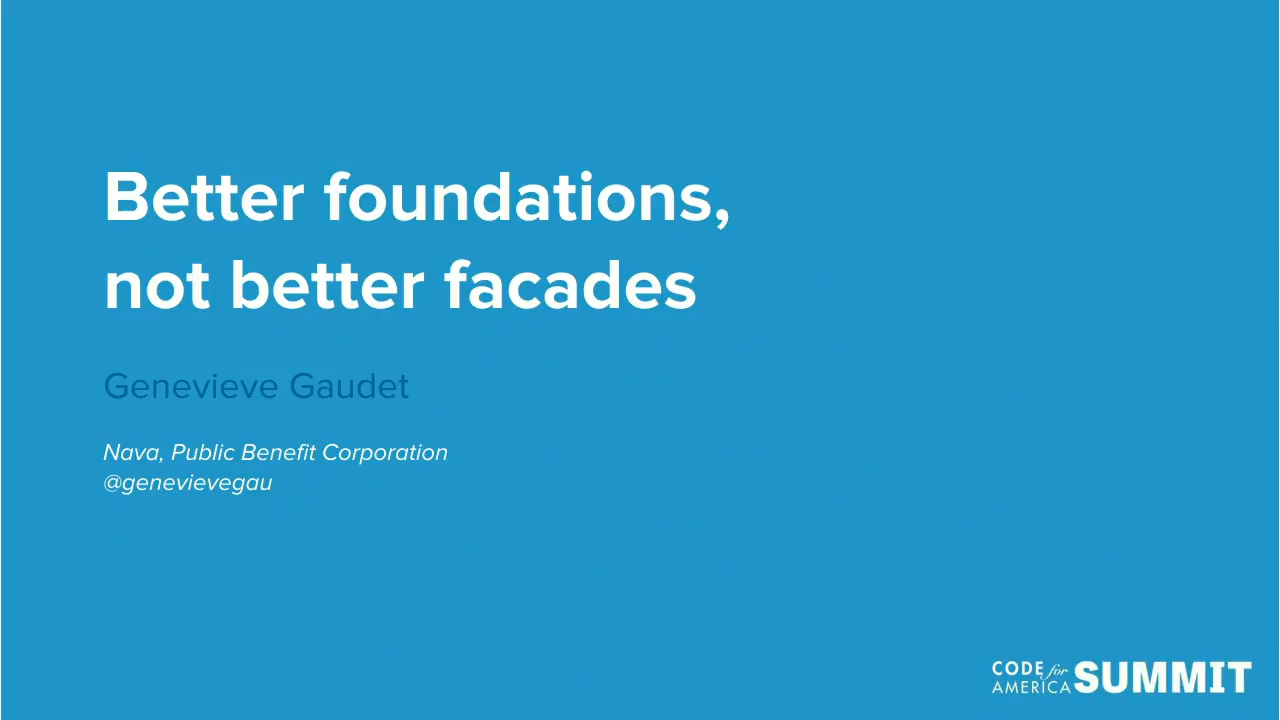 Better foundations,
not better facades
Genevieve Gaudet
Nava, Public Benefit Corporation
@genevievegau
CODE for
AMERICA SUMMIT